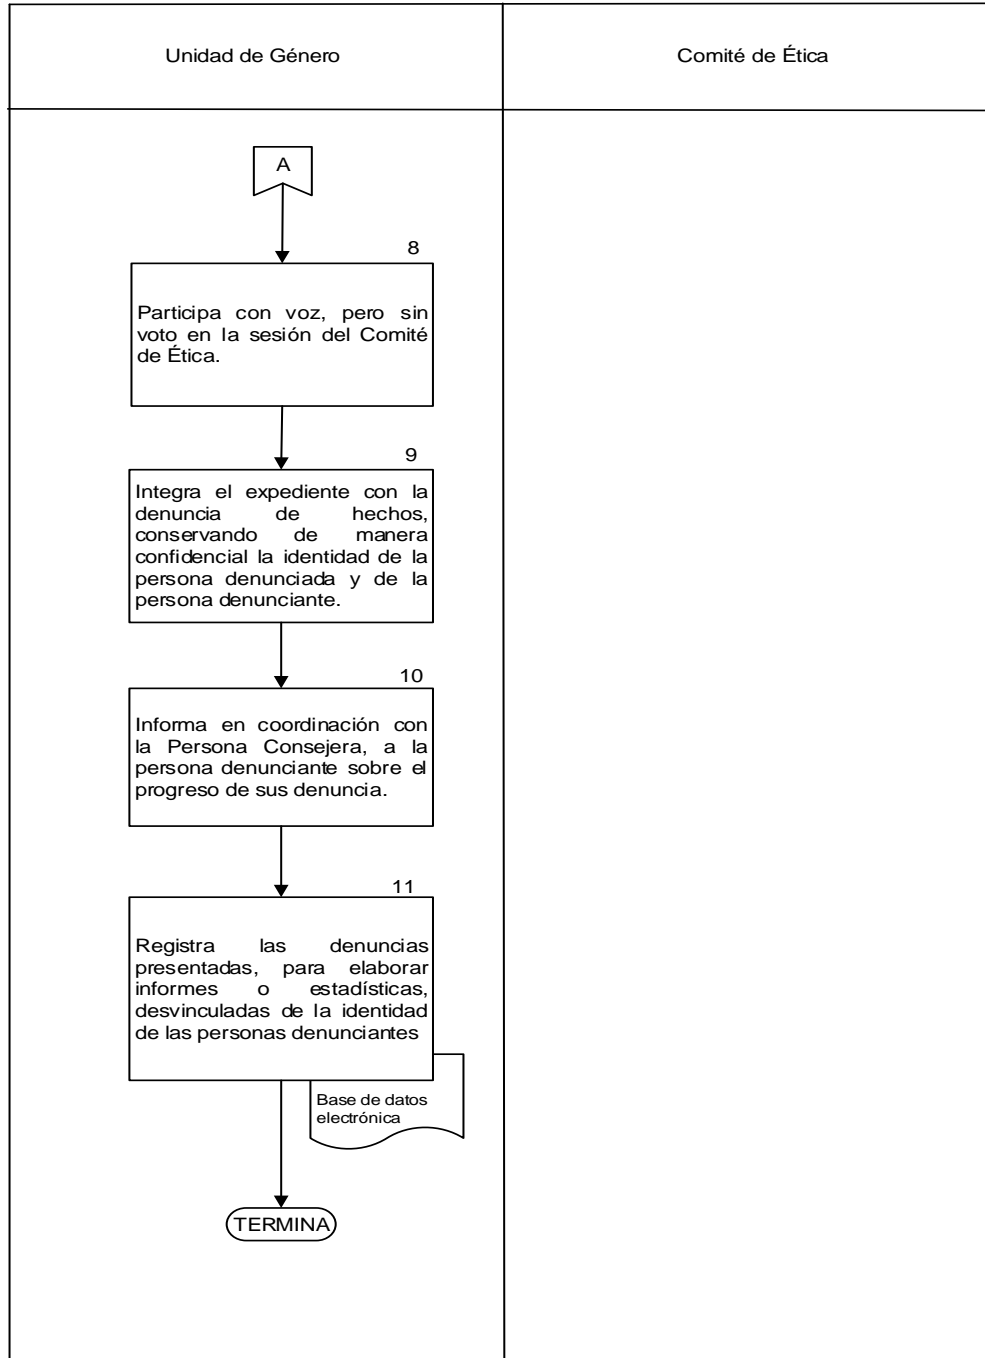 Unidad de Género
Comité de Ética
A
8
Participa con voz, pero sin
voto en la sesión del Comité
de Ética.
9
Integra el expediente con la
denuncia de hechos,
conservando de manera
confidencial la identidad de la
persona denunciada y de la
persona denunciante.
10
Informa en coordinación con
la Persona Consejera, a la
persona denunciante sobre el
progreso de sus denuncia.
11
Registra las denuncias
presentadas, para elaborar
informes o estadísticas,
desvinculadas de la identidad
de las personas denunciantes
Base de datos
electrónica
TERMINA